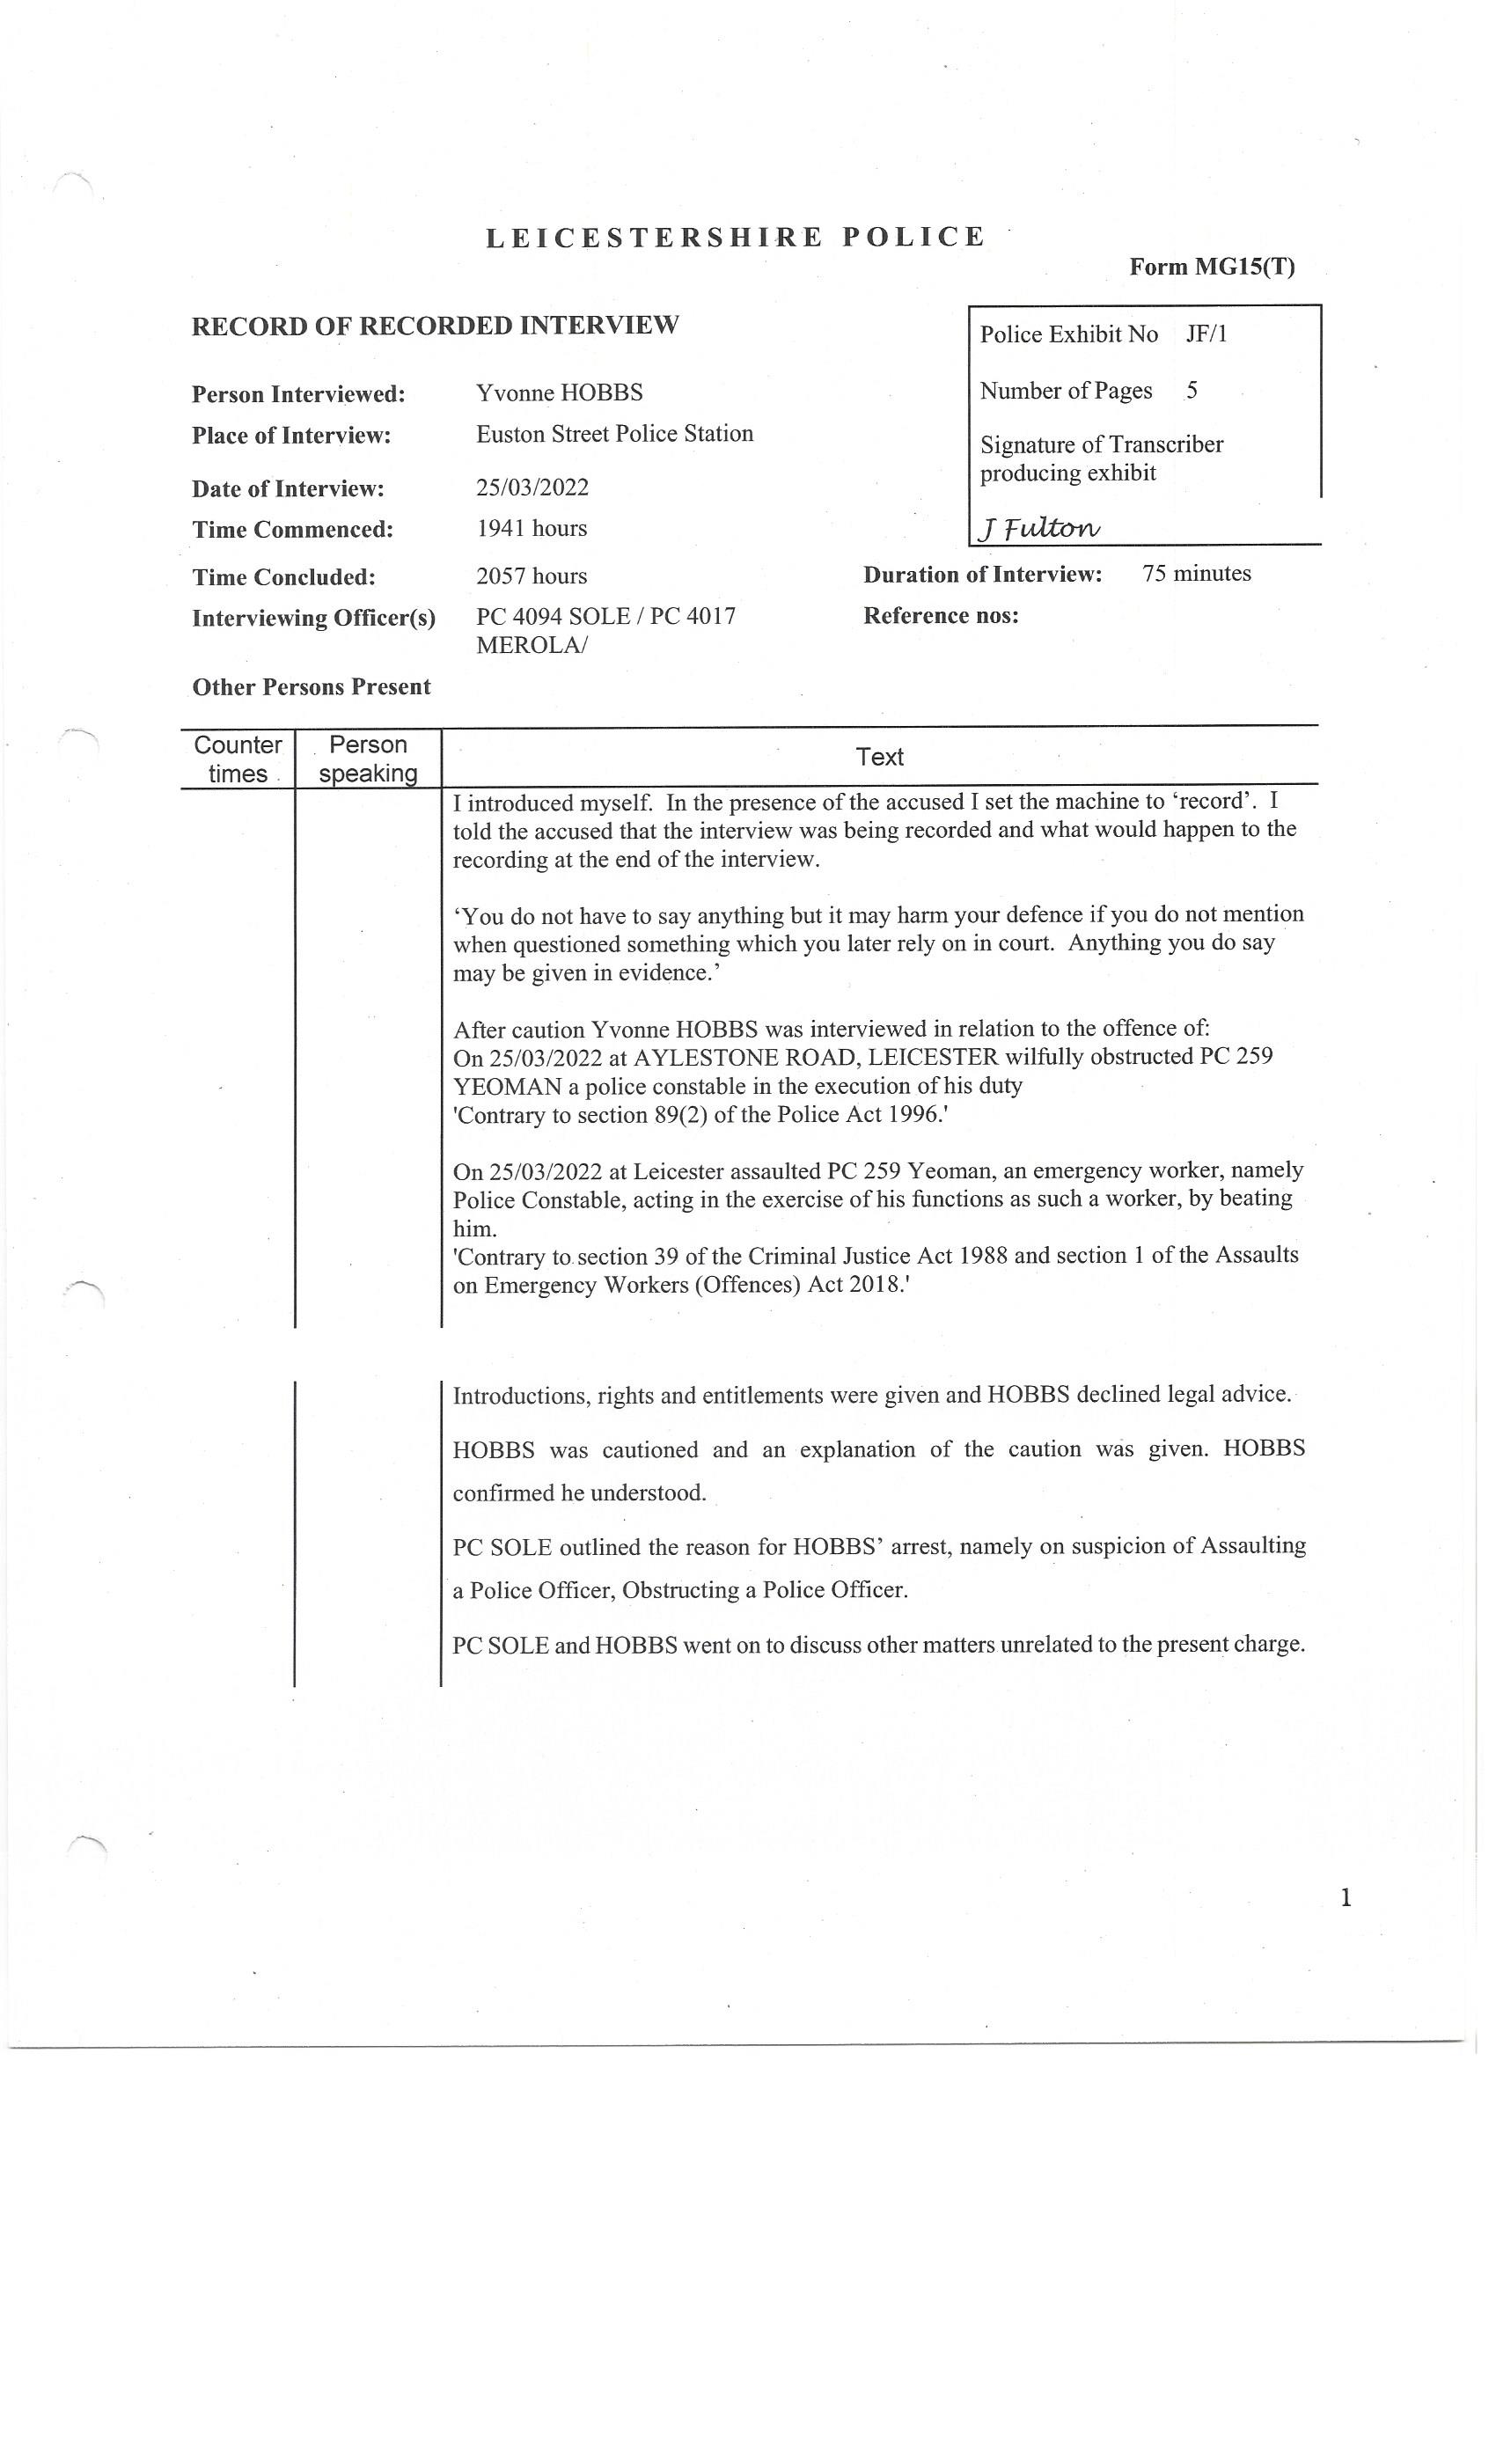 LEICESTERSHIRE POLICE
Form MG15(T)
RECORD OF RECORDED INTERVIEW
Police Exhibit No JF/1
Number of Pages 5
Signature of Transcriber
producing exhibit
J Fulton
Person Interviewed: Yvonne HOBBS
Place of Interview: Euston Street Police Station
Date of Interview: 25/03/2022
Time Commenced: 1941 hours
Time Concluded: 2057 hours
Duration of Interview: 75 minutes
Interviewing Officer(s) PC 4094 SOLE / PC 4017
MEROLA/
Reference nos:
Other Persons Present
Counter
times
Person
speaking
Text
I introduced myself. In the presence of the accused I set the machine to ‘record’. I
told the accused that the interview was being recorded and what would happen to the
recording at the end of the interview.
‘You do not have to say anything but it may harm your defence if you do not mention
when questioned something which you later rely on in court. Anything you do say
may be given in evidence.’
After caution Yvonne HOBBS was interviewed in relation to the offence of:
On 25/03/2022 at AYLESTONE ROAD, LEICESTER wilfully obstructed PC 259
YEOMAN a police constable in the execution of his duty
'Contrary to section 89(2) of the Police Act 1996.'
On 25/03/2022 at Leicester assaulted PC 259 Yeoman, an emergency worker, namely
Police Constable, acting in the exercise of his functions as such a worker, by beating
him.
'Contrary to section 39 of the Criminal Justice Act 1988 and section 1 of the Assaults
on Emergency Workers (Offences) Act 2018.'
Introductions, rights and entitlements were given and HOBBS declined legal advice.
HOBBS was cautioned and an explanation of the caution was given. HOBBS
confirmed he understood.
PC SOLE outlined the reason for HOBBS’ arrest, namely on suspicion of Assaulting
a Police Officer, Obstructing a Police Officer.
PC SOLE and HOBBS went on to discuss other matters unrelated to the present charge.
1